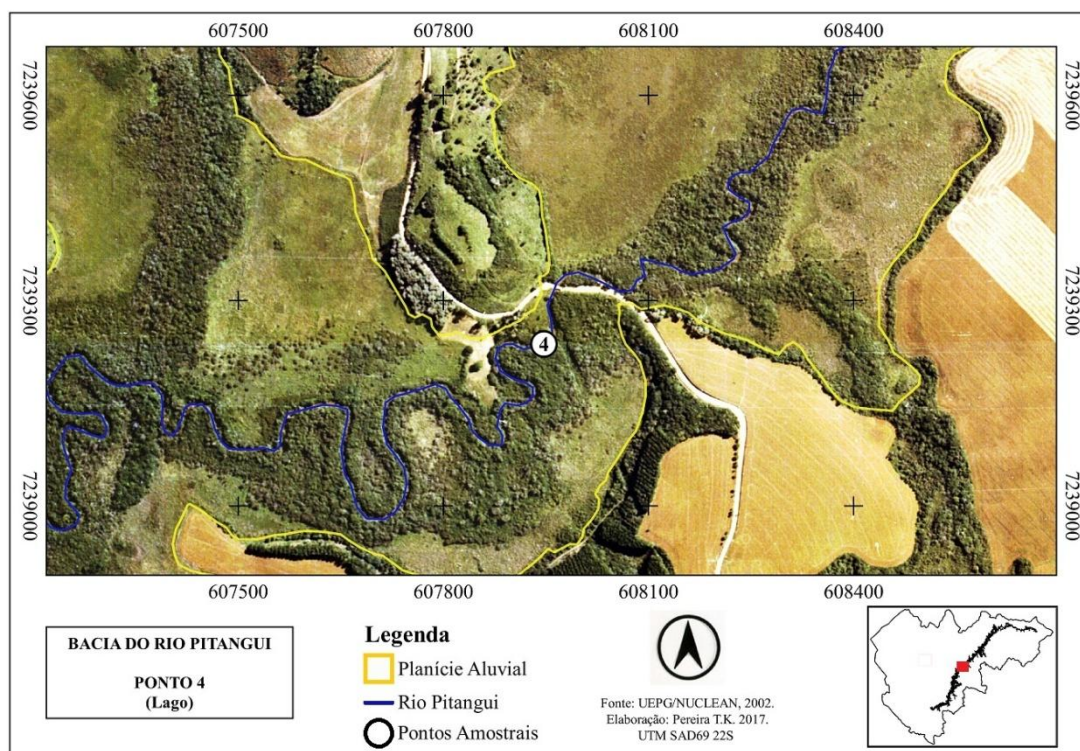 607500 607800 608100 608400
7239600 7239600
7239300 7239300
4
7239000 7239000
607500 607800 608100 608400
BACIA DO RIO PITANGUI
PONTO 4
(Lago)
Legenda
Planície Aluvial
Rio Pitangui
Pontos Amostrais
Fonte: UEPG/NUCLEAN, 2002.
Elaboração: Pereira T.K. 2017.
UTM SAD69 22S